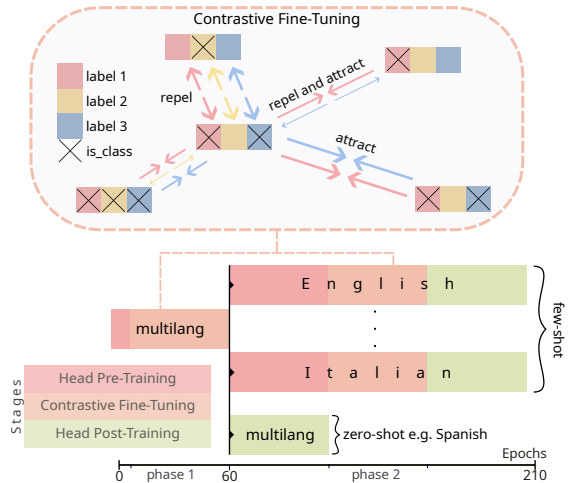 Contrastive Fine-Tuning
label 1
label 2
label 3
is_class
repel
repel and attract
attract
English
multilang
Italian
few-shot
Stages
Head Pre-Training
Contrastive Fine-Tuning
Head Post-Training
multilang
zero-shot e.g. Spanish
Epochs
0
phase 1
60
phase 2
210